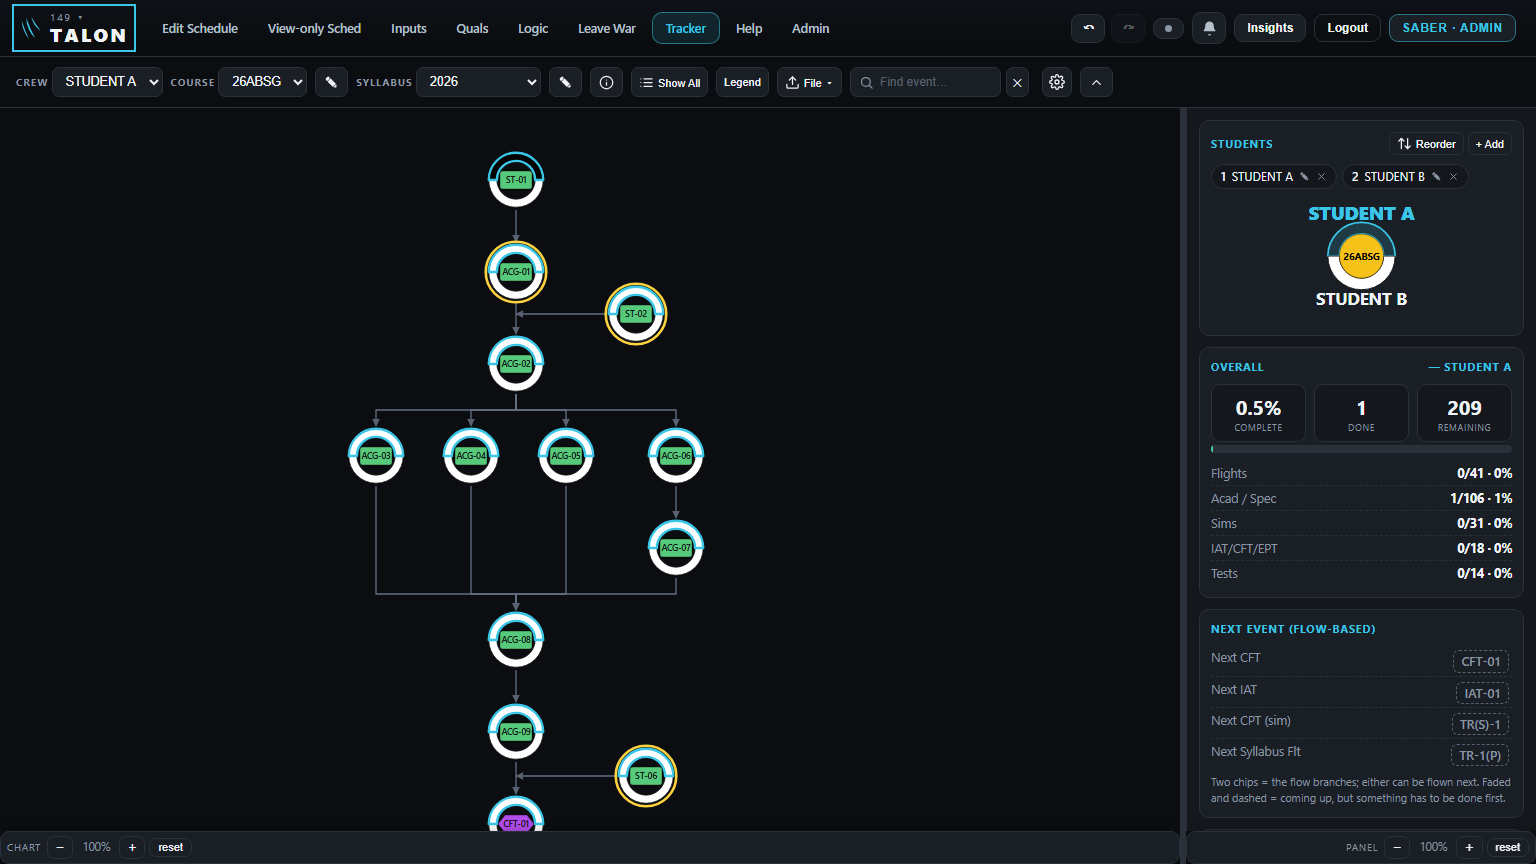 149
TALON
Edit Schedule
View-only Sched
Inputs
Quals
Logic
Leave War
Tracker
Help
Admin
Insights
Logout
SABER · ADMIN
CREW
STUDENT A
COURSE
26ABSG
SYLLABUS
2026
Show All
Legend
File
Find event…
ST-01
ACG-01
ST-02
ACG-02
ACG-03
ACG-04
ACG-05
ACG-06
ACG-07
ACG-08
ACG-09
ST-06
CFT-01
STUDENTS
Reorder
+ Add
1 STUDENT A
2 STUDENT B
STUDENT A
26ABSG
STUDENT B
OVERALL
— STUDENT A
0.5%
COMPLETE
1
DONE
209
REMAINING
Flights 0/41 · 0%
Acad / Spec 1/106 · 1%
Sims 0/31 · 0%
IAT/CFT/EPT 0/18 · 0%
Tests 0/14 · 0%
NEXT EVENT (FLOW-BASED)
Next CFT CFT-01
Next IAT IAT-01
Next CPT (sim) TR(S)-1
Next Syllabus Flt TR-1(P)
Two chips = the flow branches; either can be flown next. Faded
and dashed = coming up, but something has to be done first.
CHART − 100% + reset
PANEL − 100% + reset